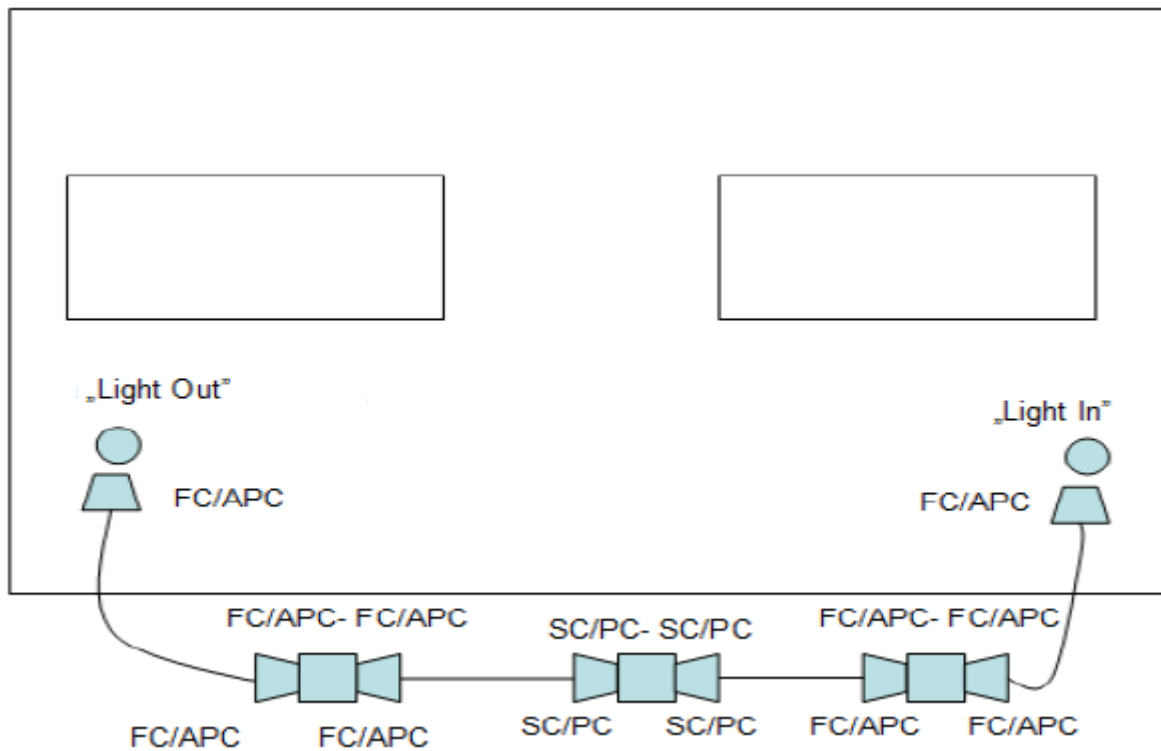 „Light Out”
„Light In”
FC/APC
FC/APC
FC/APC- FC/APC
SC/PC- SC/PC
FC/APC- FC/APC
FC/APC
FC/APC
SC/PC
SC/PC
FC/APC
FC/APC